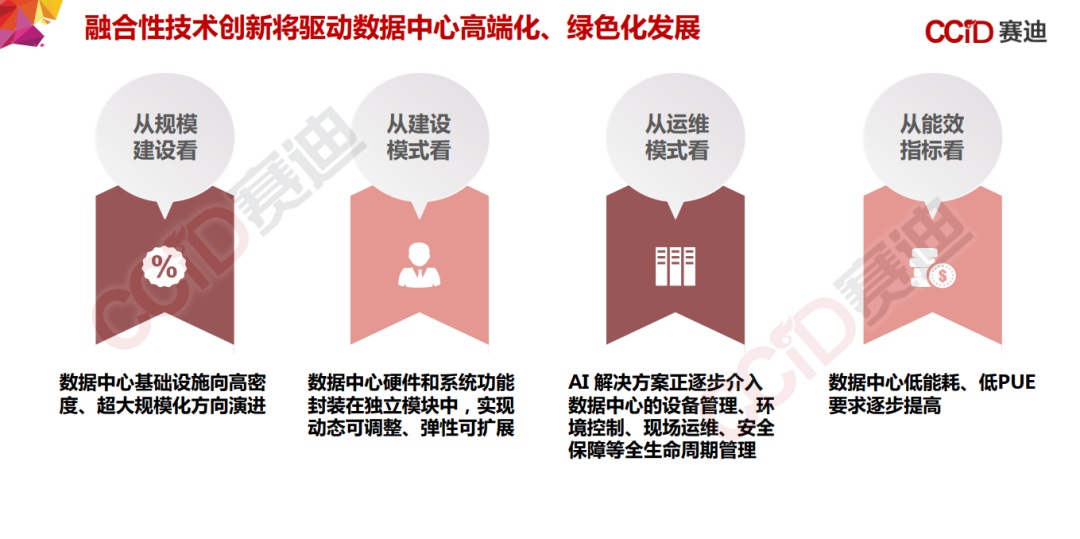 融合性技术创新将驱动数据中心高端化、绿色化发展
CCiD 赛迪
从规模
建设看
从建设
模式看
从运维
模式看
从能效
指标看
%
$
数据中心基础设施向高密
度、超大规模化方向演进
数据中心硬件和系统功能
封装在独立模块中，实现
动态可调整、弹性可扩展
AI 解决方案正逐步介入
数据中心的设备管理、环
境控制、现场运维、安全
保障等全生命周期管理
数据中心低能耗、低PUE
要求逐步提高
CCiD赛迪
CCiD赛迪